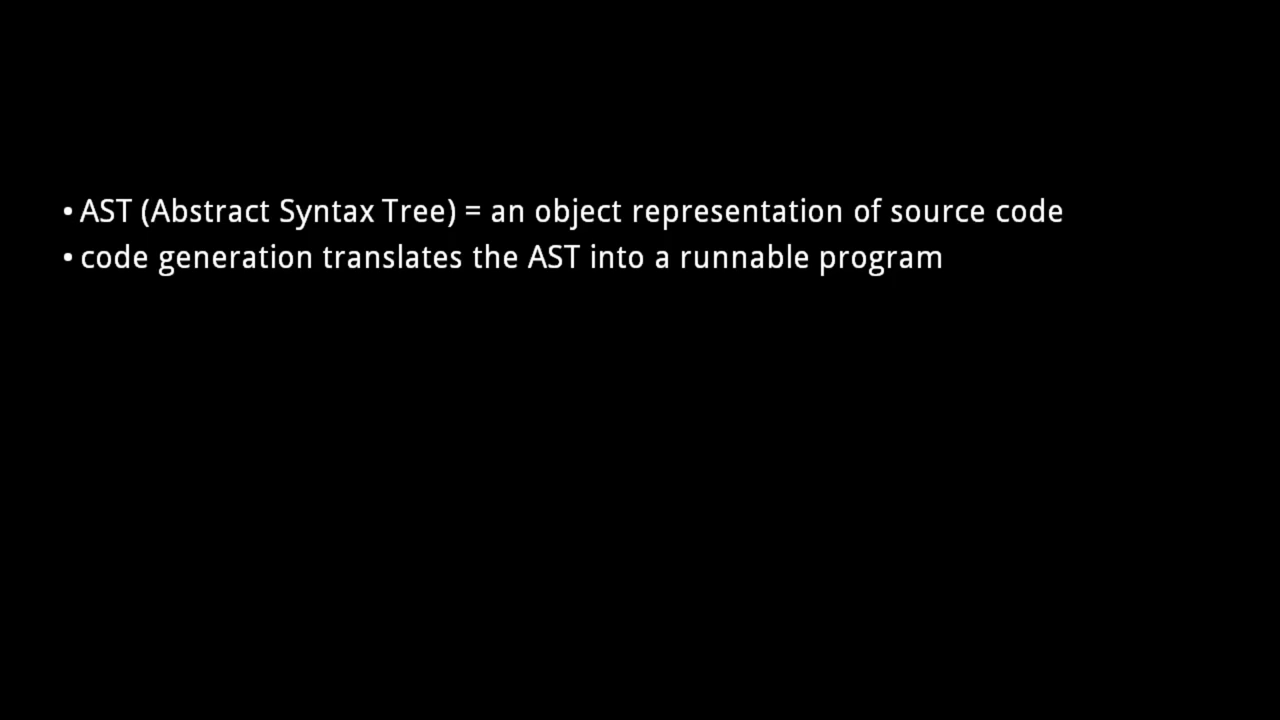 • AST (Abstract Syntax Tree) = an object representation of source code
• code generation translates the AST into a runnable program